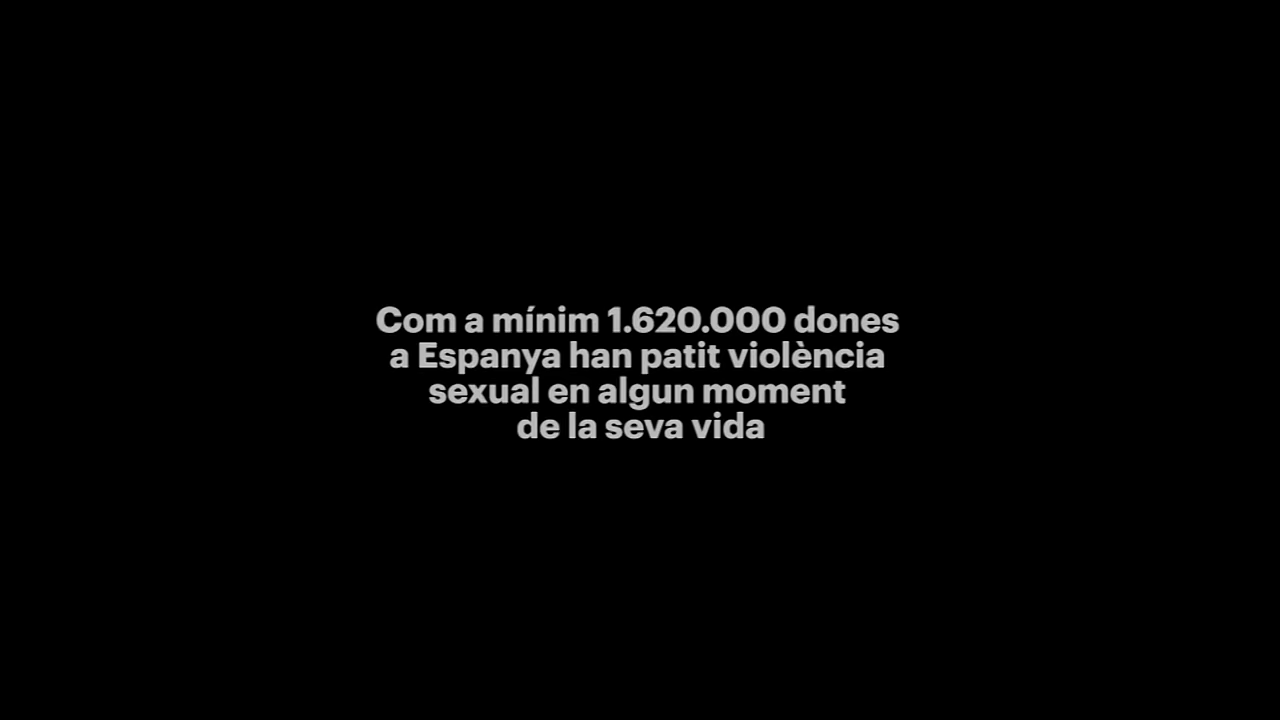 Com a mínim 1.620.000 dones
a Espanya han patit violència
sexual en algun moment
de la seva vida